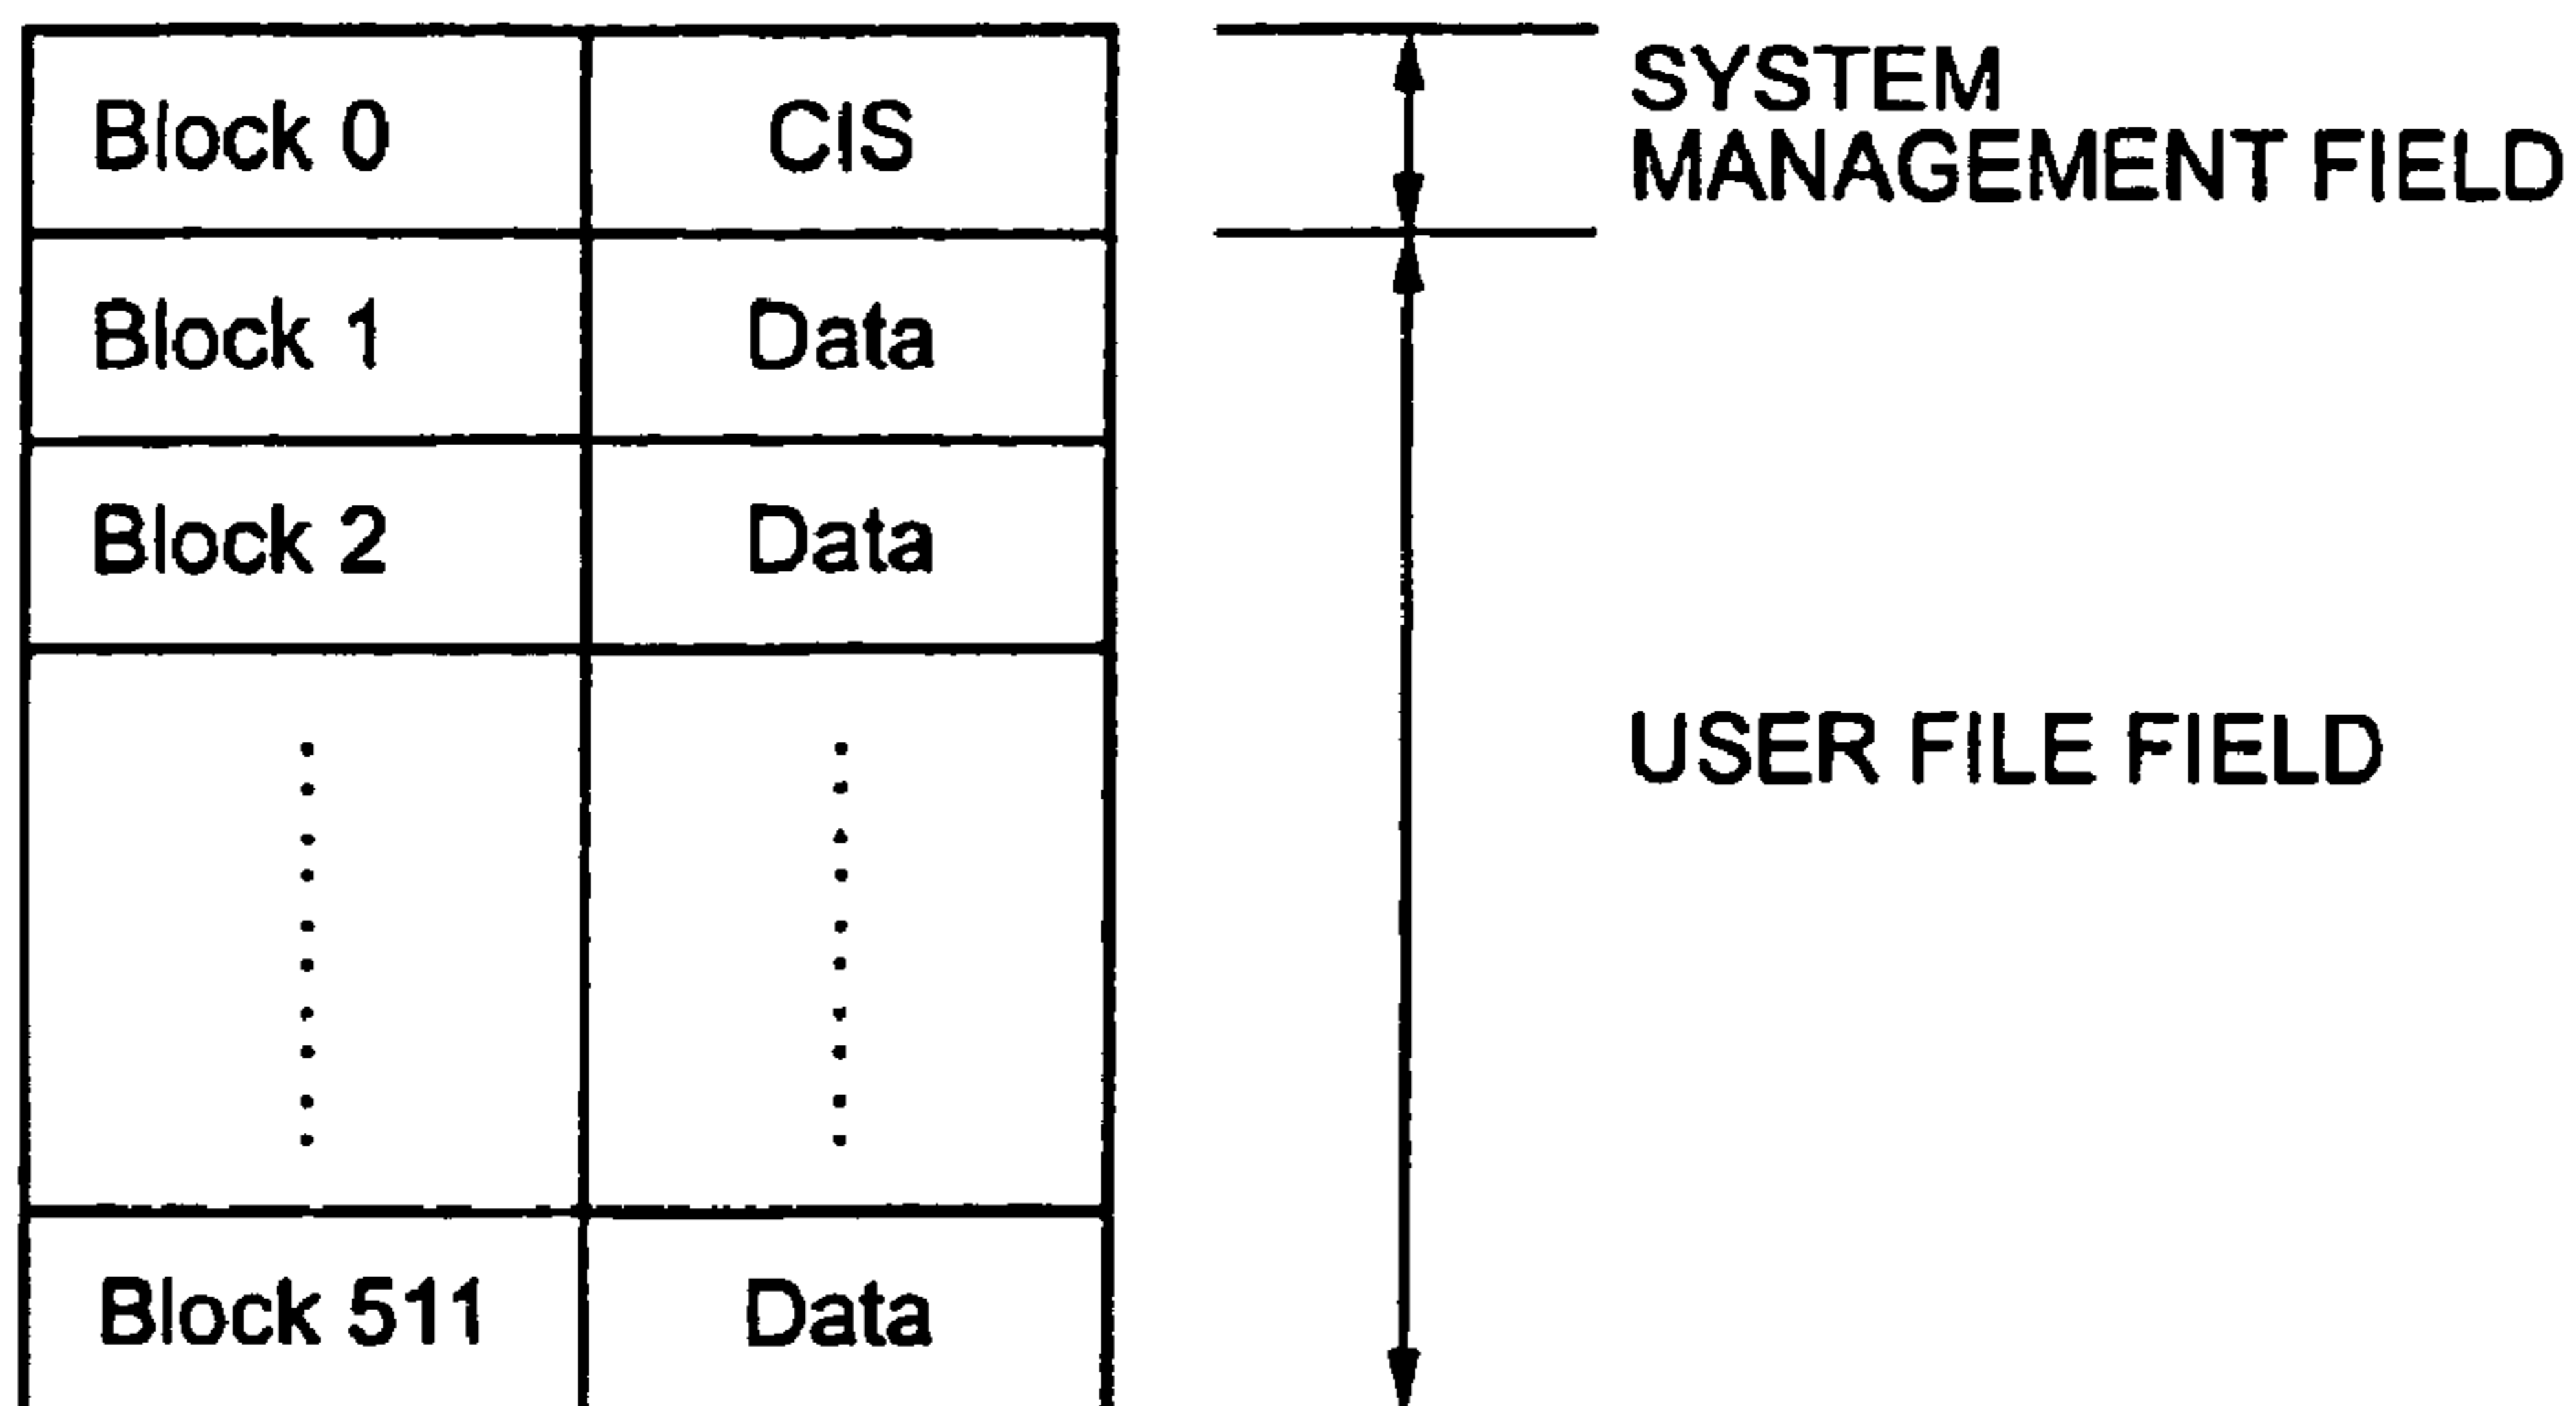 Block 0 CIS
SYSTEM
MANAGEMENT FIELD
Block 1 Data
Block 2 Data
USER FILE FIELD
Block 511 Data